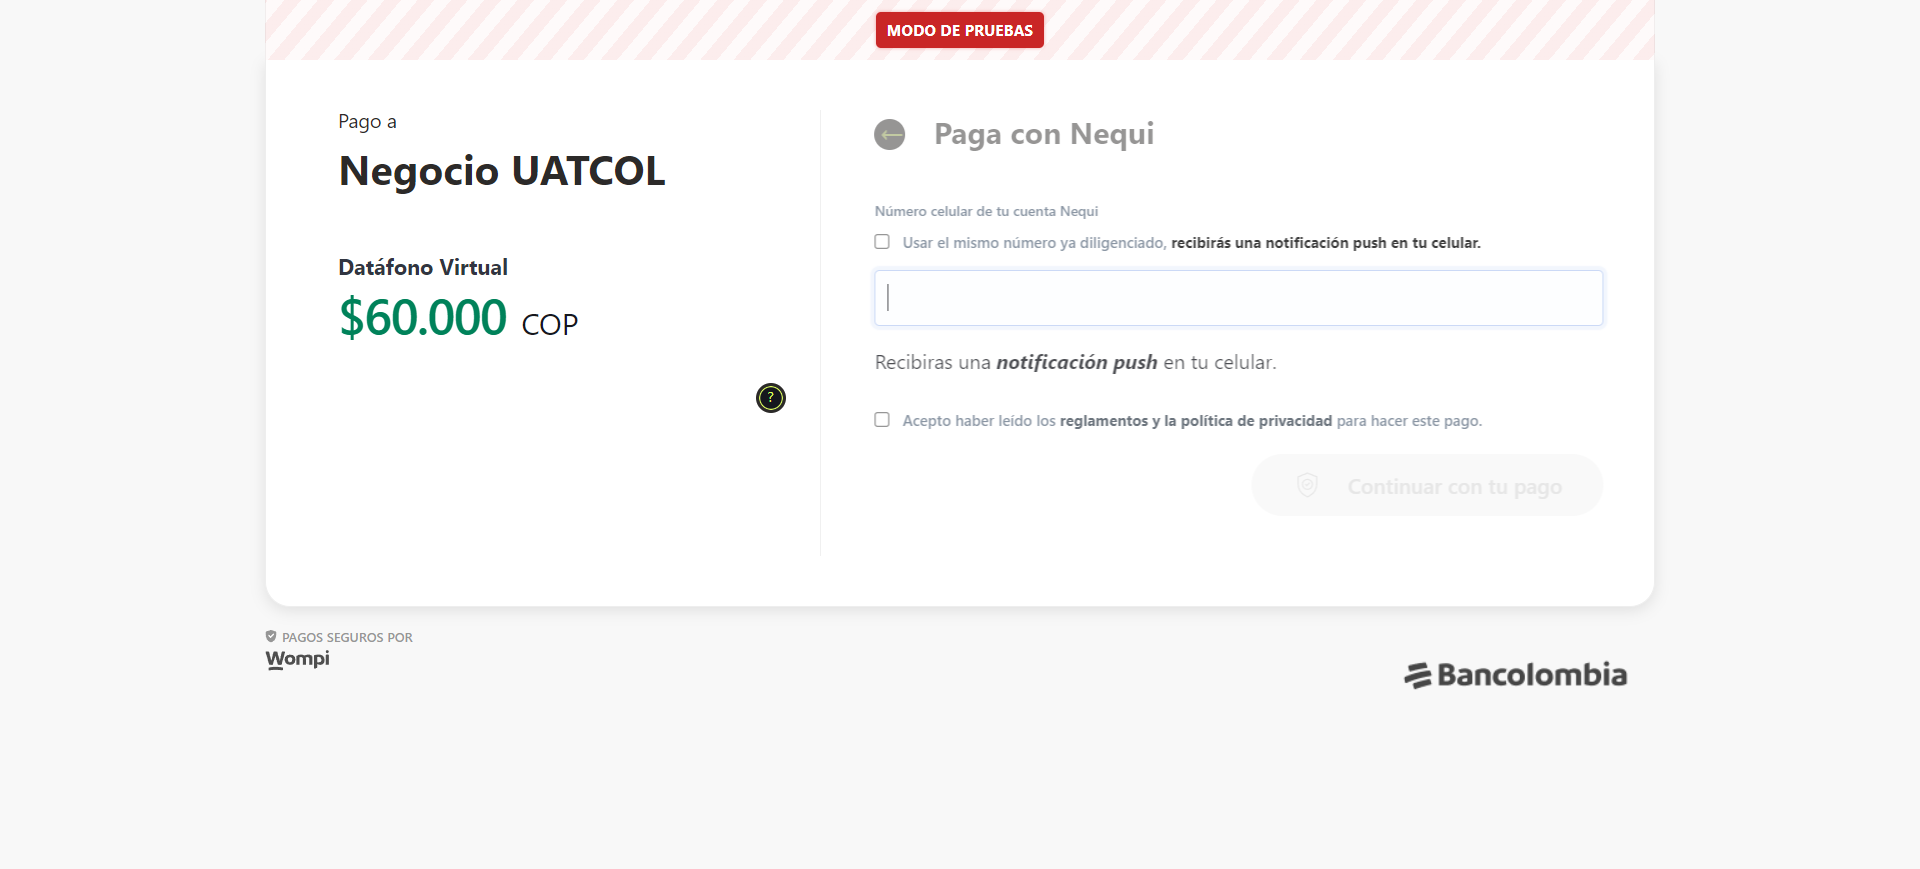 MODO DE PRUEBAS
Pago a
Negocio UATCOL
Datáfono Virtual
$60.000 COP
?
Paga con Nequi
Número celular de tu cuenta Nequi
Usar el mismo número ya diligenciado, recibirás una notificación push en tu celular.
Recibiras una notificación push en tu celular.
Acepto haber leído los reglamentos y la política de privacidad para hacer este pago.
Continuar con tu pago
PAGOS SEGUROS POR
Wompi
Bancolombia